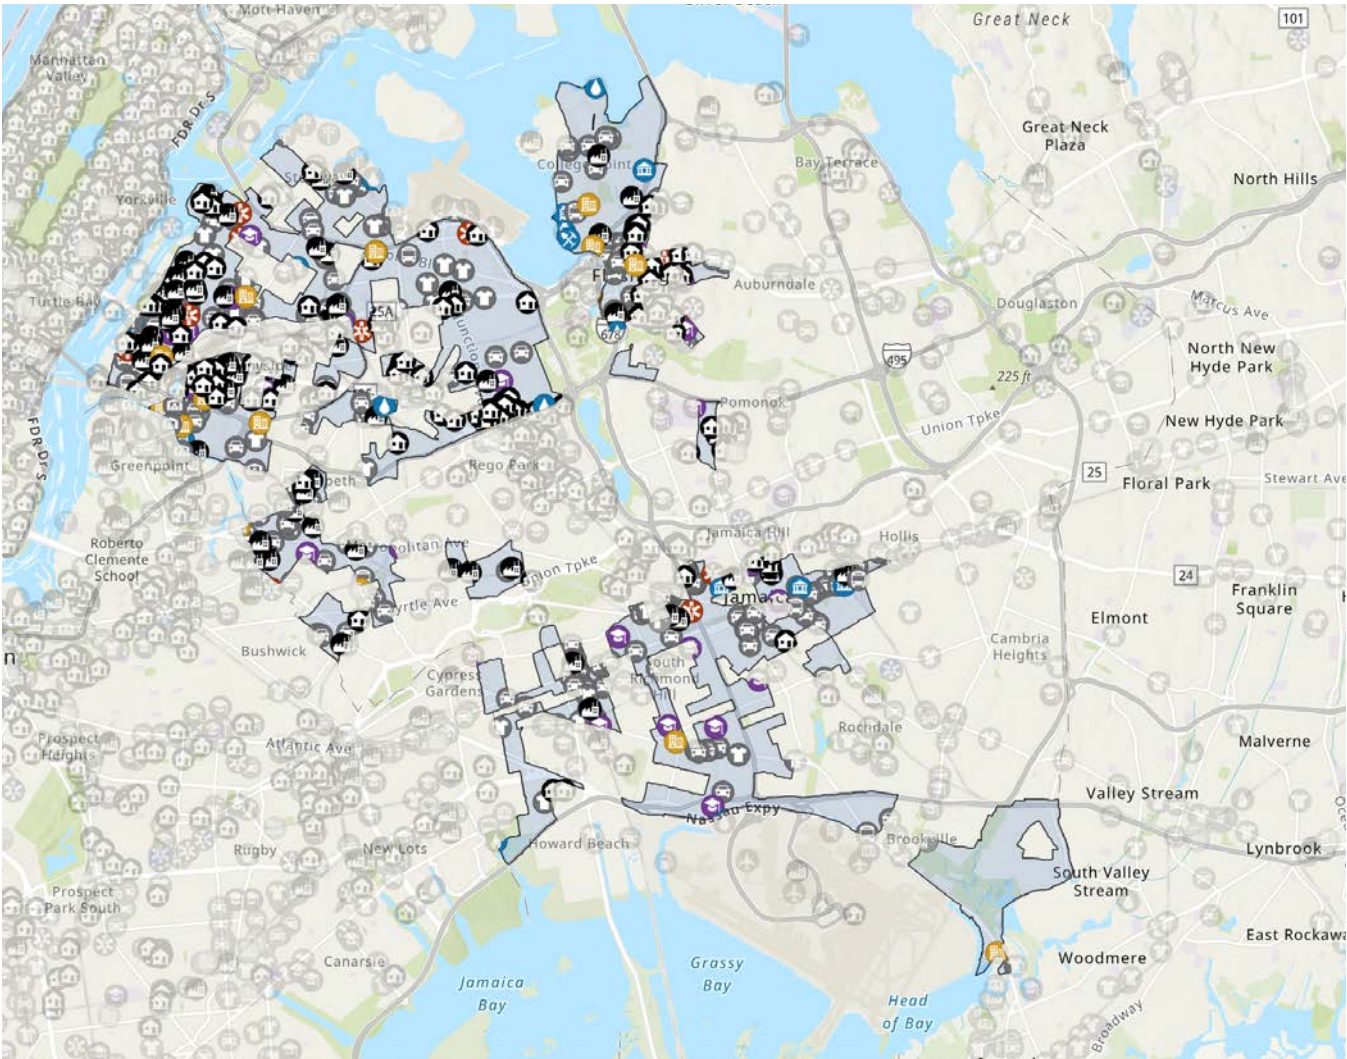 Mott Haven
Great Neck
101
Manhattan
Valley
FDR Dr S
Great Neck
Plaza
Bay Terrace
North Hills
Yorkville
Turtle Bay
Auburndale
Douglaston
Marcus Ave
25A
678
495
North New
Hyde Park
225 ft
FDR Dr S
Pomonok
Union Tpke
New Hyde Park
Greenpoint
Rego Park
25
Floral Park
Stewart Ave
Roberto
Clemente
School
Metropolitan Ave
Jamaica Hill
Hollis
Union Tpke
24
Franklin
Square
Myrtle Ave
Jamaica
Elmont
Bushwick
Cambria
Heights
Cypress
Gardens
South
Richmond
Hill
Rochdale
Prospect
Heights
Atlantic Ave
Malverne
Valley Stream
Nassau Expy
Rugby
New Lots
Howard Beach
Brookville
Lynbrook
South Valley
Stream
Prospect
Park South
East Rockawa
Canarsie
Woodmere
Jamaica
Bay
Grassy
Bay
Head
of Bay
Broadway